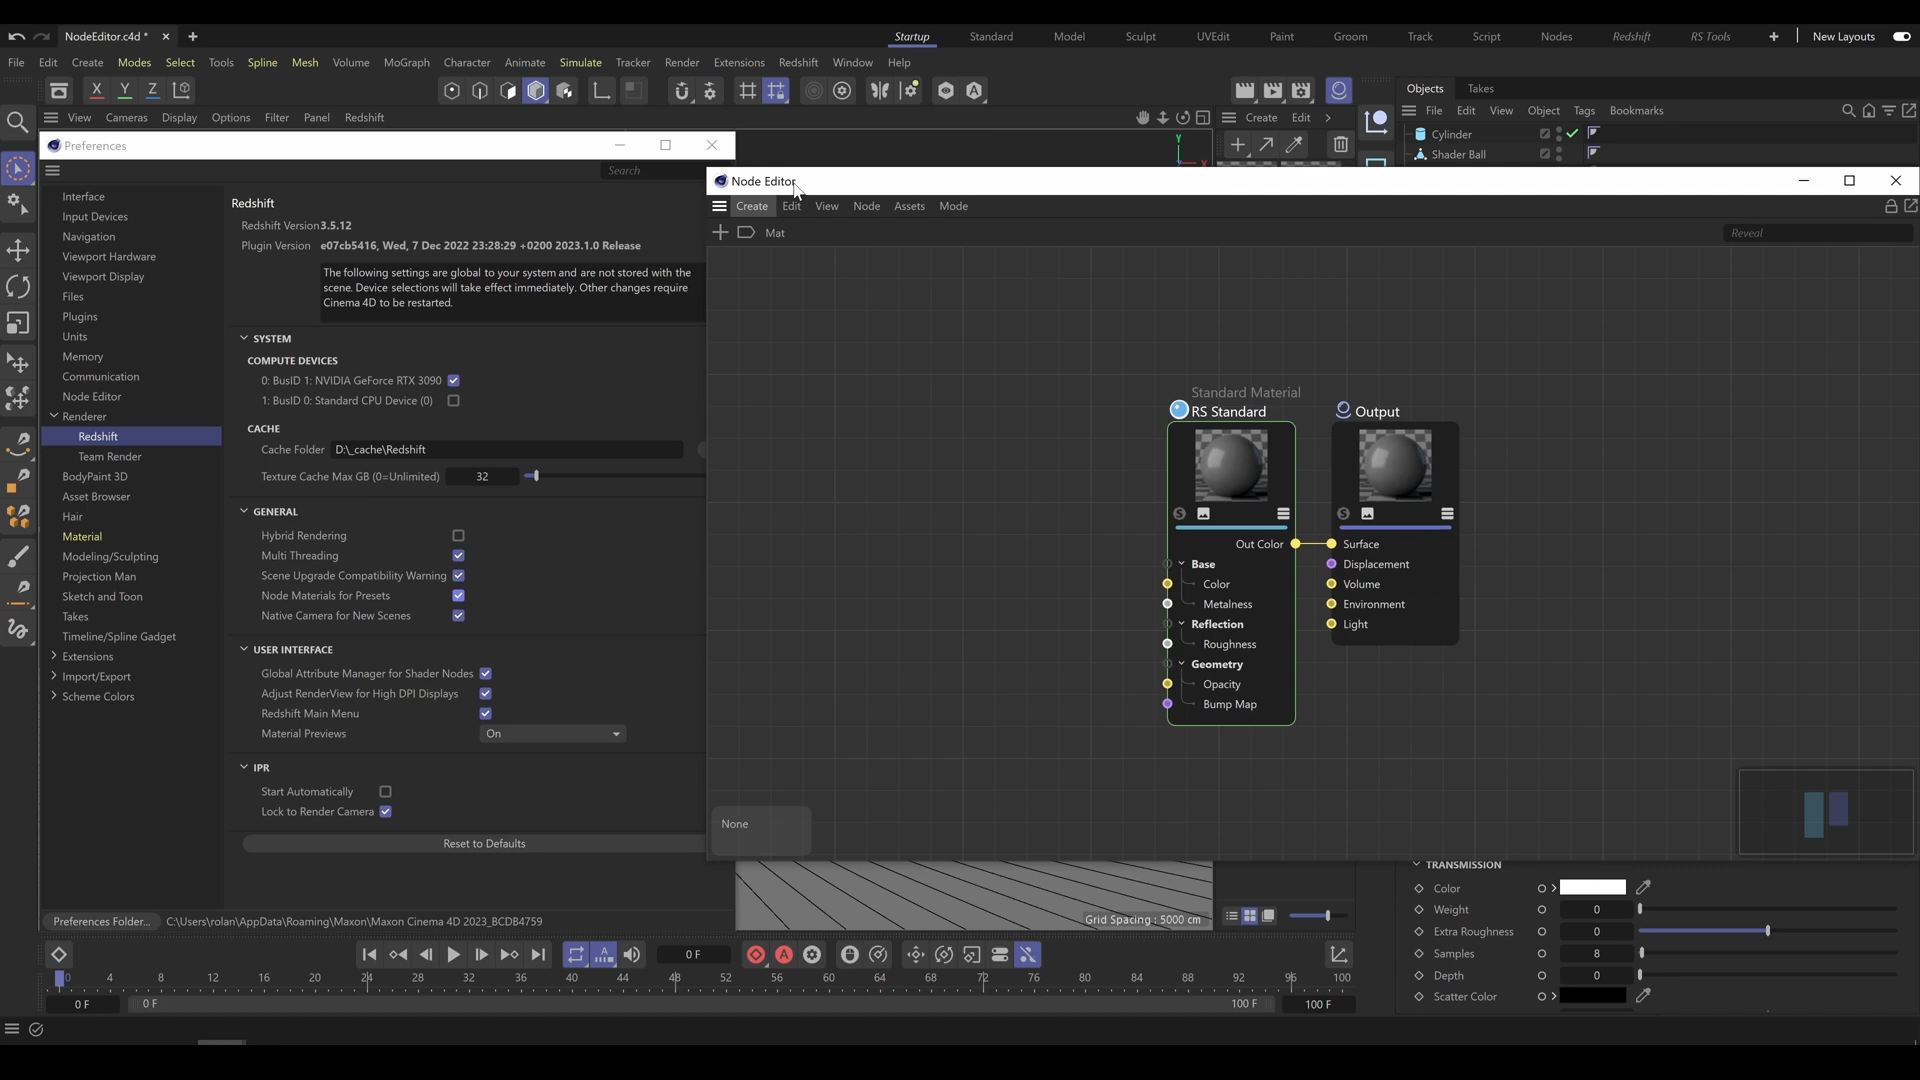 NodeEditor.c4d *
Startup Standard Model Sculpt UVEdit Paint Groom Track Script Nodes Redshift RS Tools New Layouts
File Edit Create Modes Select Tools Spline Mesh Volume MoGraph Character Animate Simulate Tracker Render Extensions Redshift Window Help
X Y Z
Objects Takes
View Cameras Display Options Filter Panel Redshift
Create Edit
File Edit View Object Tags Bookmarks
Cylinder
Shader Ball
Y
X
Preferences
Search
Interface
Input Devices
Navigation
Viewport Hardware
Viewport Display
Files
Plugins
Units
Memory
Communication
Node Editor
Renderer
Redshift
Team Render
BodyPaint 3D
Asset Browser
Hair
Material
Modeling/Sculpting
Projection Man
Sketch and Toon
Takes
Timeline/Spline Gadget
Extensions
Import/Export
Scheme Colors
Redshift
Redshift Version 3.5.12
Plugin Version e07cb5416, Wed, 7 Dec 2022 23:28:29 +0200 2023.1.0 Release
The following settings are global to your system and are not stored with the
scene. Device selections will take effect immediately. Other changes require
Cinema 4D to be restarted.
SYSTEM
COMPUTE DEVICES
0: BusID 1: NVIDIA GeForce RTX 3090
1: BusID 0: Standard CPU Device (0)
CACHE
Cache Folder D:\_cache\Redshift
Texture Cache Max GB (0=Unlimited) 32
GENERAL
Hybrid Rendering
Multi Threading
Scene Upgrade Compatibility Warning
Node Materials for Presets
Native Camera for New Scenes
USER INTERFACE
Global Attribute Manager for Shader Nodes
Adjust RenderView for High DPI Displays
Redshift Main Menu
Material Previews On
IPR
Start Automatically
Lock to Render Camera
Reset to Defaults
Preferences Folder... C:\Users\rolan\AppData\Roaming\Maxon\Maxon Cinema 4D 2023_BCDB4759
Node Editor
Create Edit View Node Assets Mode
Mat
Reveal
Standard Material
RS Standard
Out Color
Base
Color
Metalness
Reflection
Roughness
Geometry
Opacity
Bump Map
Output
Surface
Displacement
Volume
Environment
Light
None
Grid Spacing : 5000 cm
TRANSMISSION
Color
Weight 0
Extra Roughness 0
Samples 8
Depth 0
Scatter Color
0 F
0 4 8 12 16 20 24 28 32 36 40 44 48 52 56 60 64 68 72 76 80 84 88 92 96 100
0 F 0 F 100 F 100 F